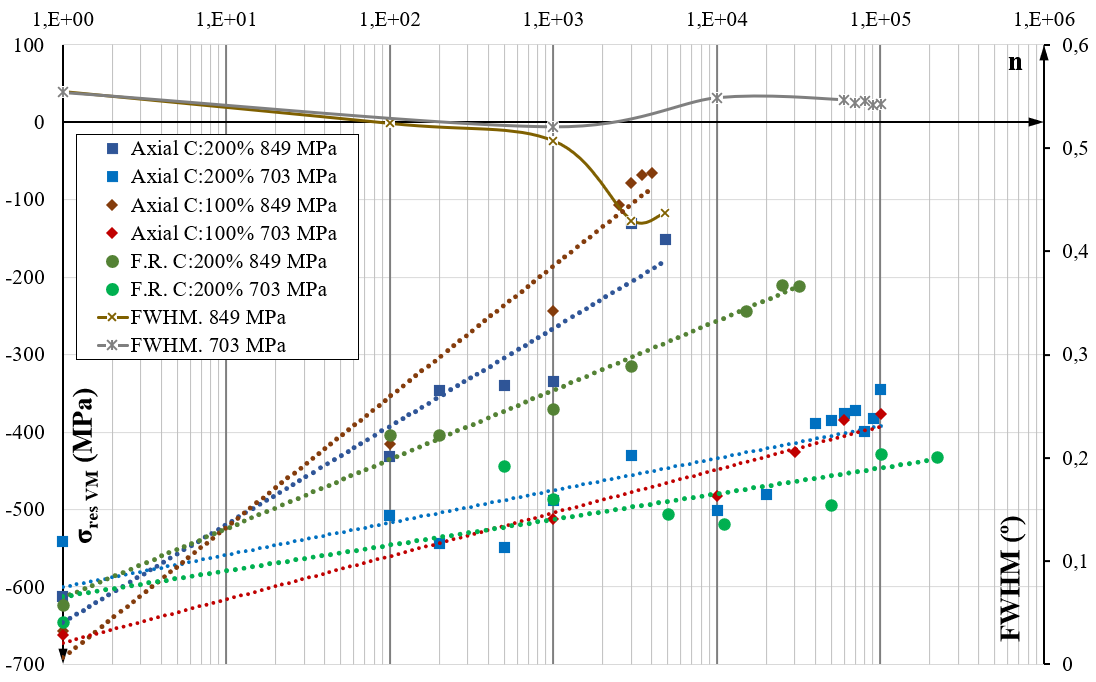 1,E+00 1,E+01 1,E+02 1,E+03 1,E+04 1,E+05 1,E+06
100 0,6
n
0
Axial C:200% 849 MPa
0,5
Axial C:200% 703 MPa
-100
Axial C:100% 849 MPa
Axial C:100% 703 MPa
0,4
F.R. C:200% 849 MPa
-200
F.R. C:200% 703 MPa
FWHM. 849 MPa
FWHM. 703 MPa
-300 0,3
-400
σres VM (MPa)
0,2
-500
FWHM (º)
0,1
-600
-700 0